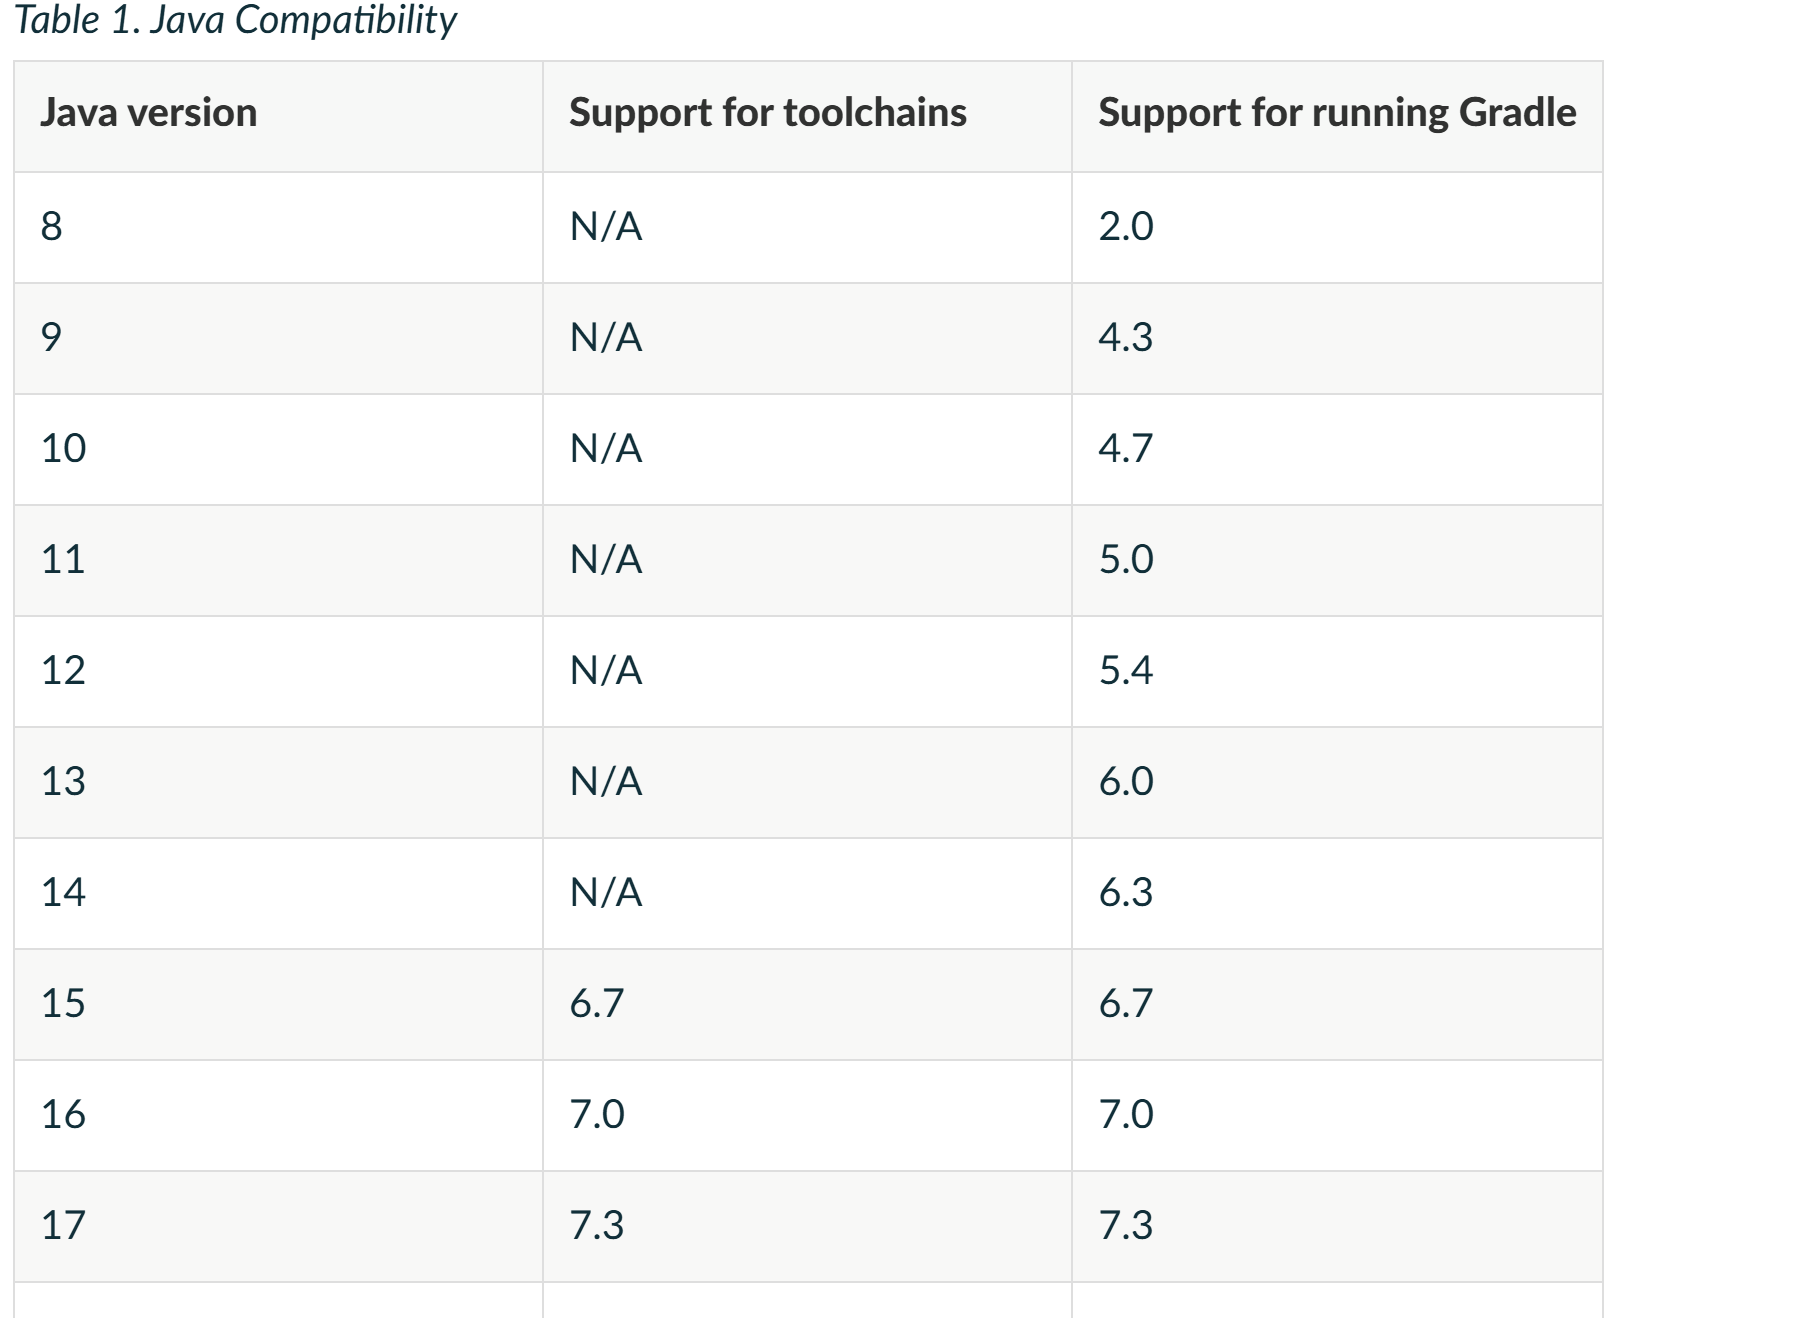 Table 1. Java Compatibility
Java version Support for toolchains Support for running Gradle
8 N/A 2.0
9 N/A 4.3
10 N/A 4.7
11 N/A 5.0
12 N/A 5.4
13 N/A 6.0
14 N/A 6.3
15 6.7 6.7
16 7.0 7.0
17 7.3 7.3